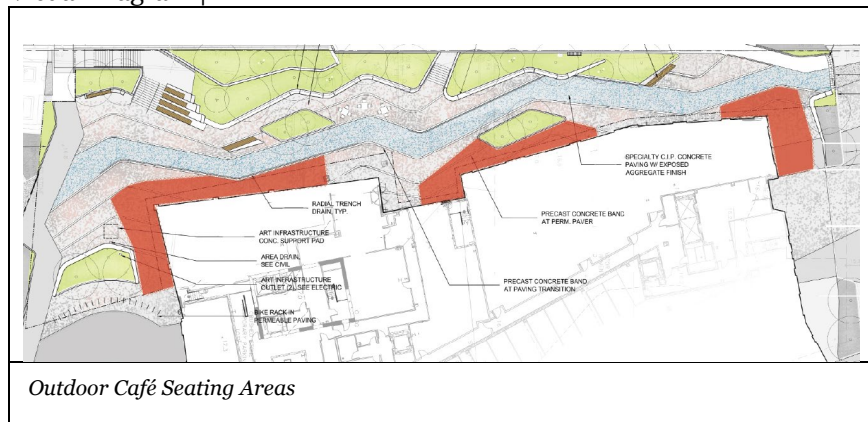 SPECIALTY C.I.P. CONCRETE
PAVING W/ EXPOSED
AGGREGATE FINISH
RADIAL TRENCH
DRAIN, TYP.
PRECAST CONCRETE BAND
AT PERM. PAVER
ART INFRASTRUCTURE
CONC. SUPPORT PAD
AREA DRAIN,
SEE CIVIL
ART INFRASTRUCTURE
OUTLET (2), SEE ELECTRIC
PRECAST CONCRETE BAND
AT PAVING TRANSITION
BIKE RACK IN
PERMEABLE PAVING
Outdoor Café Seating Areas